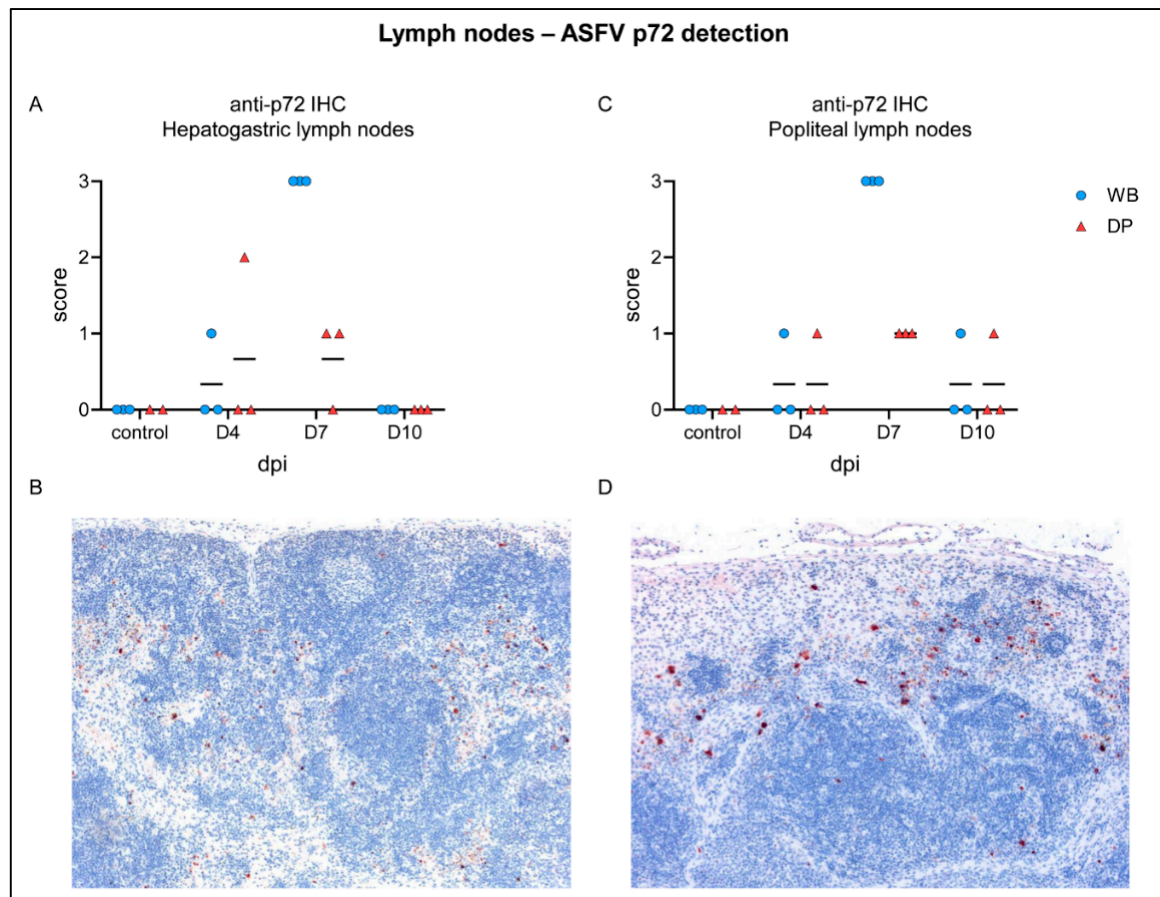 Lymph nodes – ASFV p72 detection
A
anti-p72 IHC
Hepatogastric lymph nodes
score
3
2
1
0
control D4 D7 D10
dpi
C
anti-p72 IHC
Popliteal lymph nodes
score
3
2
1
0
control D4 D7 D10
dpi
WB
DP
B
D